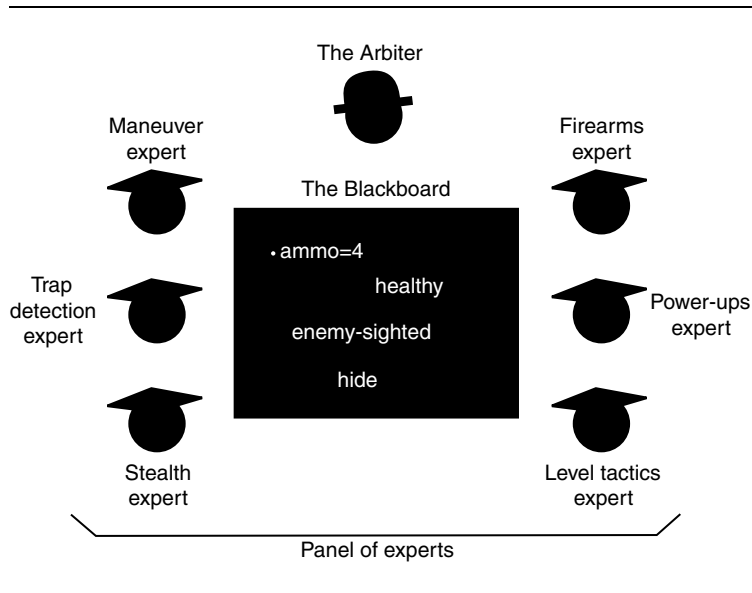 The Arbiter
Maneuver
expert
Firearms
expert
The Blackboard
• ammo=4
healthy
enemy-sighted
hide
Trap
detection
expert
Power-ups
expert
Stealth
expert
Level tactics
expert
Panel of experts